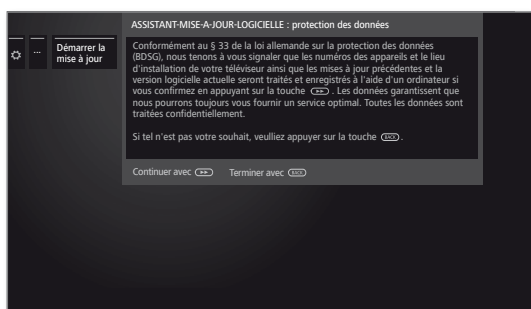 ASSISTANT-MISE-A-JOUR-LOGICIELLE : protection des données
...
Démarrer la
mise à jour
Conformément au § 33 de la loi allemande sur la protection des données
(BDSG), nous tenons à vous signaler que les numéros des appareils et le lieu
d'installation de votre téléviseur ainsi que les mises à jour précédentes et la
version logicielle actuelle seront traités et enregistrés à l'aide d'un ordinateur si
vous confirmez en appuyant sur la touche . Les données garantissent que
nous pourrons toujours vous fournir un service optimal. Toutes les données sont
traitées confidentiellement.
Si tel n'est pas votre souhait, veulliez appuyer sur la touche BACK.
Continuer avec Terminer avec BACK